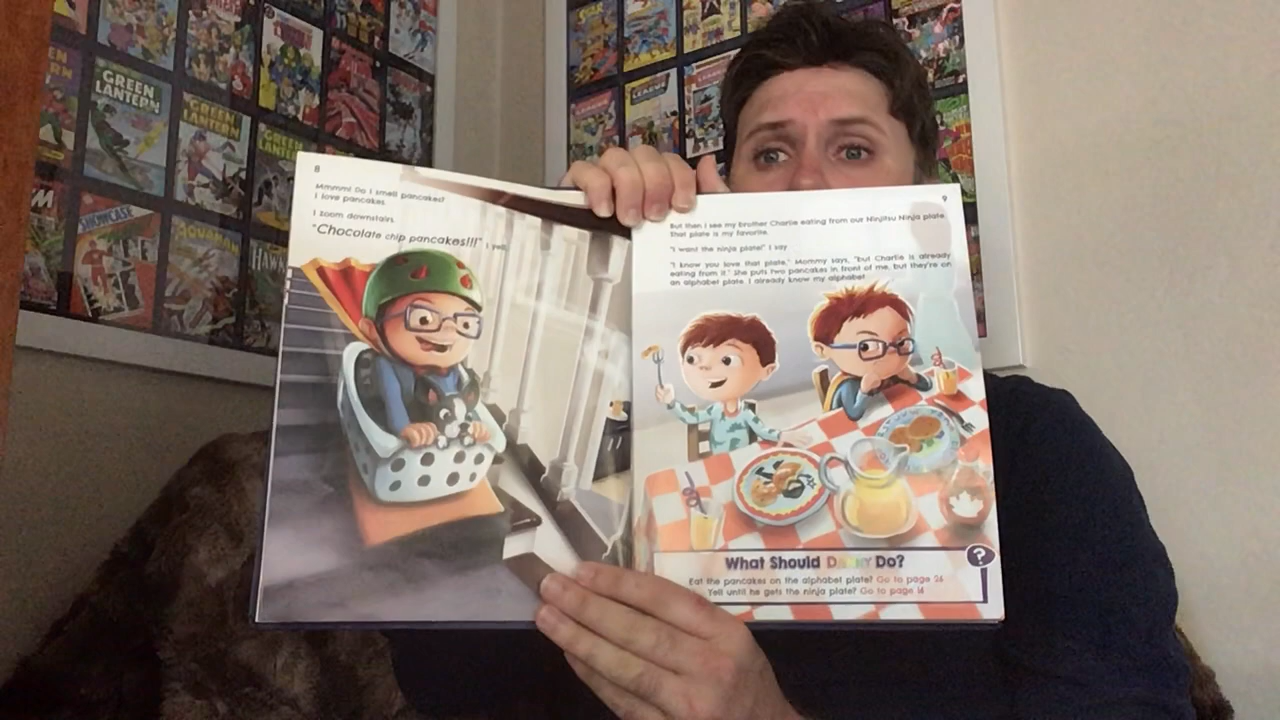 GREEN LANTERN
GREEN LANTERN
GREEN LANTERN
SHOWCASE
AQUAMAN
HAWK
8
Mmmm! Do I smell pancakes?
I love pancakes.
I zoom downstairs.
"Chocolate chip pancakes!!!" I yell.
9
But then I see my brother Charlie eating from our Ninjitsu Ninja plate.
That plate is my favorite.
"I want the ninja plate!" I say.
"I know you love that plate," Mommy says, "but Charlie is already
eating from it." She puts two pancakes in front of me, but they're on
an alphabet plate. I already know my alphabet!
What Should DANNY Do?
?
Eat the pancakes on the alphabet plate? Go to page 26
Yell until he gets the ninja plate? Go to page 16